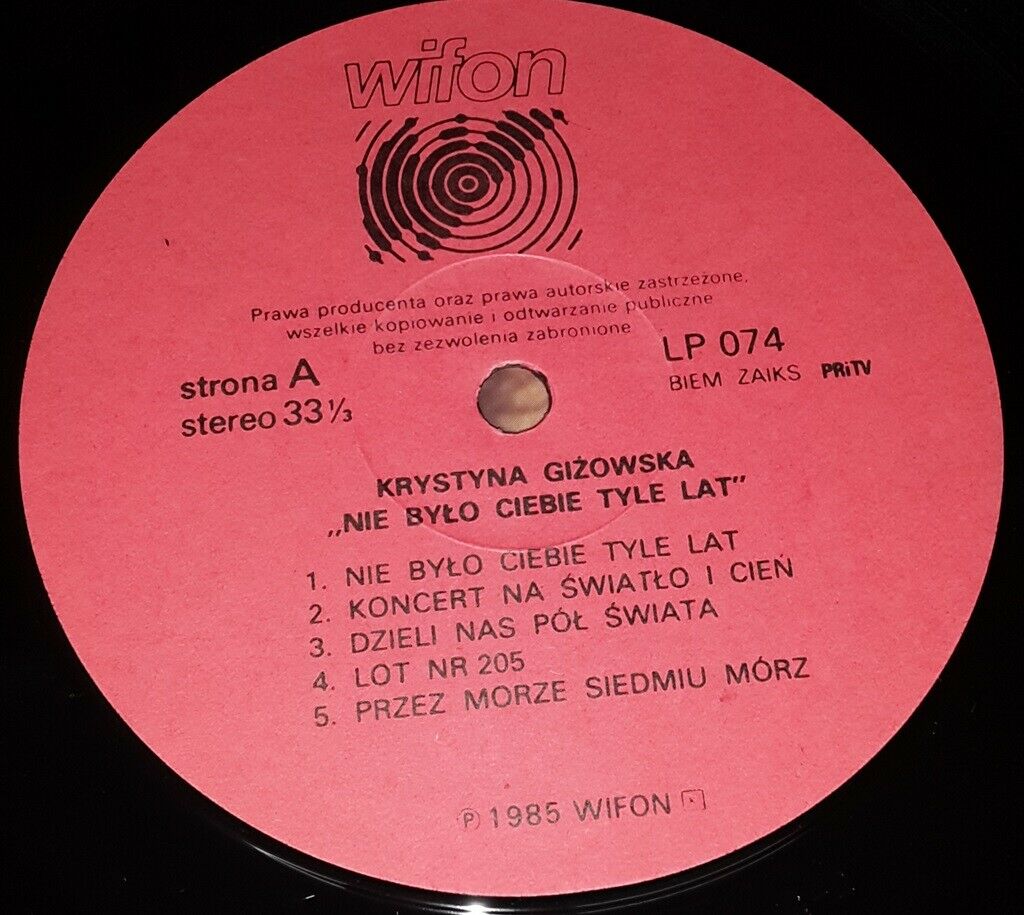 wifon
Prawa producenta oraz prawa autorskie zastrzeżone,
wszelkie kopiowanie i odtwarzanie publiczne
bez zezwolenia zabronione
strona A
stereo 33 ⅓
LP 074
BIEM ZAIKS PRiTV
KRYSTYNA GIŻOWSKA
„NIE BYŁO CIEBIE TYLE LAT”
1. NIE BYŁO CIEBIE TYLE LAT
2. KONCERT NA ŚWIATŁO I CIEŃ
3. DZIELI NAS PÓŁ ŚWIATA
4. LOT NR 205
5. PRZEZ MORZE SIEDMIU MÓRZ
Ⓟ 1985 WIFON